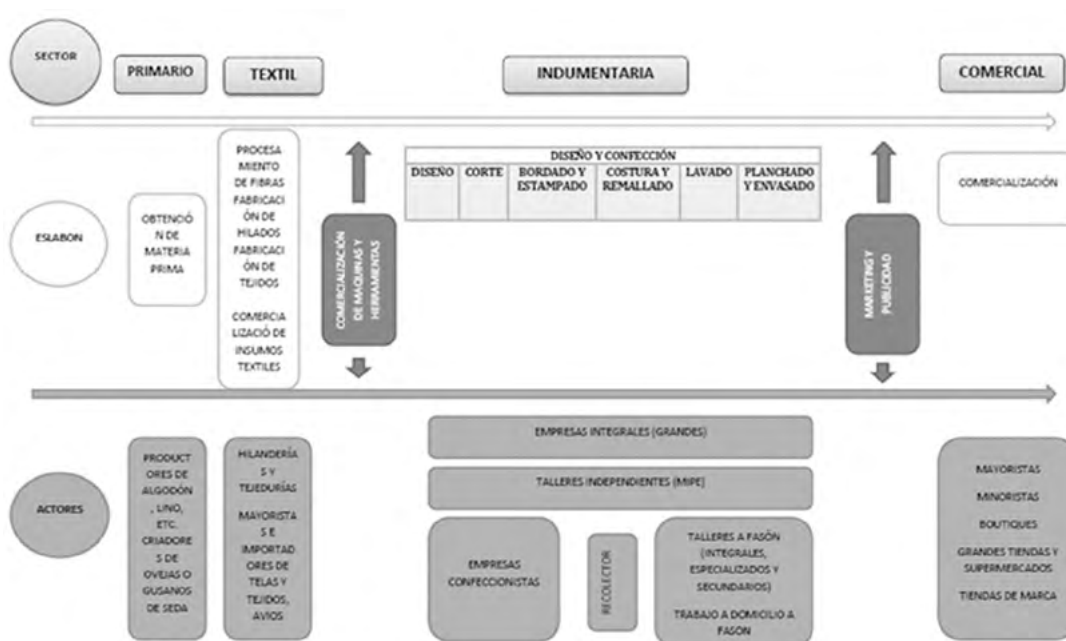 SECTOR
PRIMARIO
TEXTIL
INDUMENTARIA
COMERCIAL
ESLABON
OBTENCIÓ
N DE
MATERIA
PRIMA
PROCESA
MIENTO
DE FIBRAS
FABRICACI
ÓN DE
HILADOS
FABRICACI
ÓN DE
TEJIDOS
COMERCIA
LIZACIÓ DE
INSUMOS
TEXTILES
COMERCIALIZACIÓN
DE MAQUINAS Y
HERRAMIENTAS
DISEÑO Y CONFECCIÓN
DISEÑO
CORTE
BORDADO Y
ESTAMPADO
COSTURA Y
REMALLADO
LAVADO
PLANCHADO
Y ENVASADO
MARKETING Y
PUBLICIDAD
COMERCIALIZACIÓN
ACTORES
PRODUCT
ORES DE
ALGODÓN
, LINO,
ETC.
CRIADORE
S DE
OVEJAS O
GUSANOS
DE SEDA
HILANDERÍA
S Y
TEJEDURÍAS
MAYORISTA
S E
IMPORTAD
ORES DE
TELAS Y
TEJIDOS,
AVIOS
EMPRESAS INTEGRALES (GRANDES)
TALLERES INDEPENDIENTES (MIPE)
EMPRESAS
CONFECCIONISTAS
RECOLECTOR
TALLERES A FASÓN
(INTEGRALES,
ESPECIALIZADOS Y
SECUNDARIOS)
TRABAJO A DOMICILIO A
FASÓN
MAYORISTAS
MINORISTAS
BOUTIQUES
GRANDES TIENDAS Y
SUPERMERCADOS
TIENDAS DE MARCA